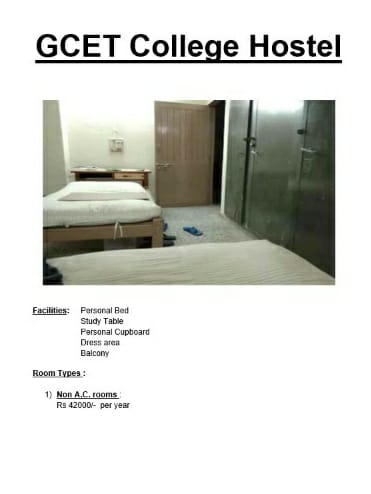 GCET College Hostel
Facilities: Personal Bed
Study Table
Personal Cupboard
Dress area
Balcony
Room Types :
1) Non A.C. rooms :
Rs 42000/- per year